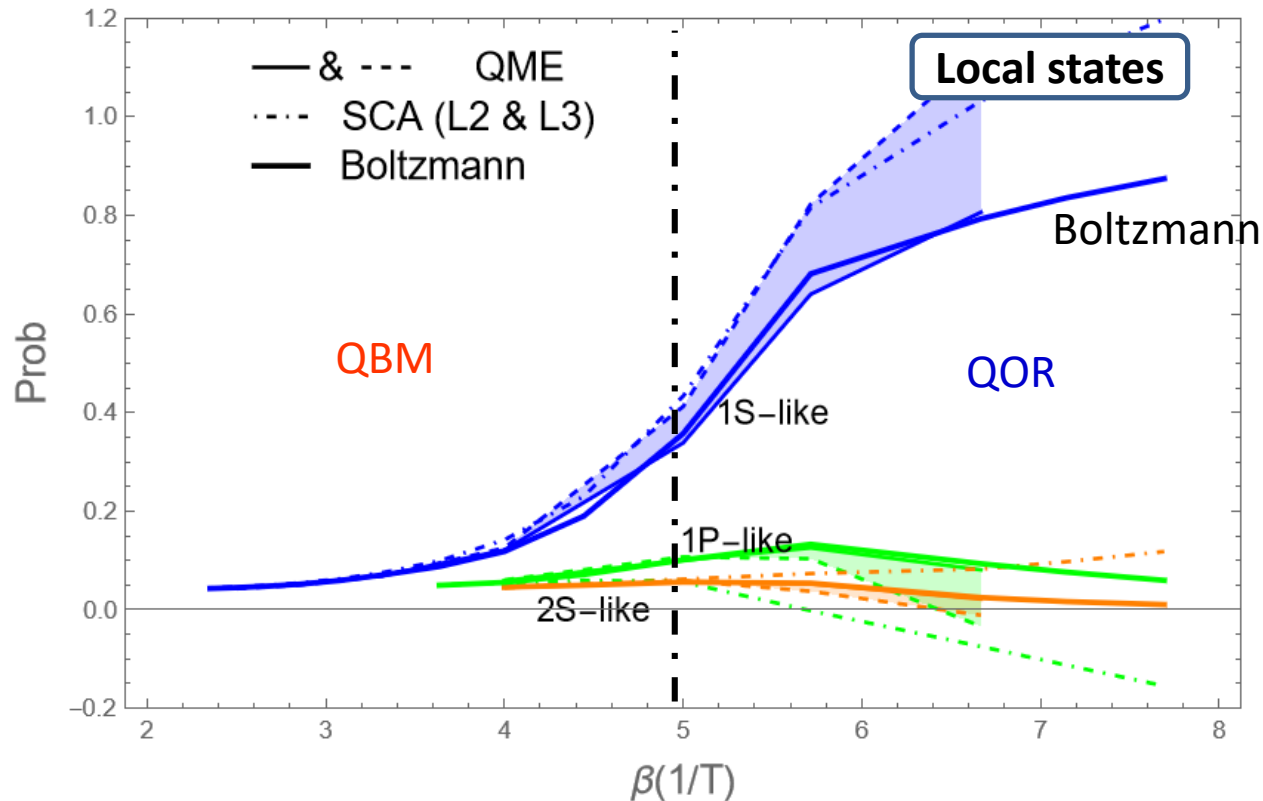 1.2
1.0
0.8
0.6
0.4
0.2
0.0
−0.2
Prob
& QME
SCA (L2 & L3)
Boltzmann
Local states
Boltzmann
QBM
QOR
1S−like
1P−like
2S−like
2 3 4 5 6 7 8
β(1/T)